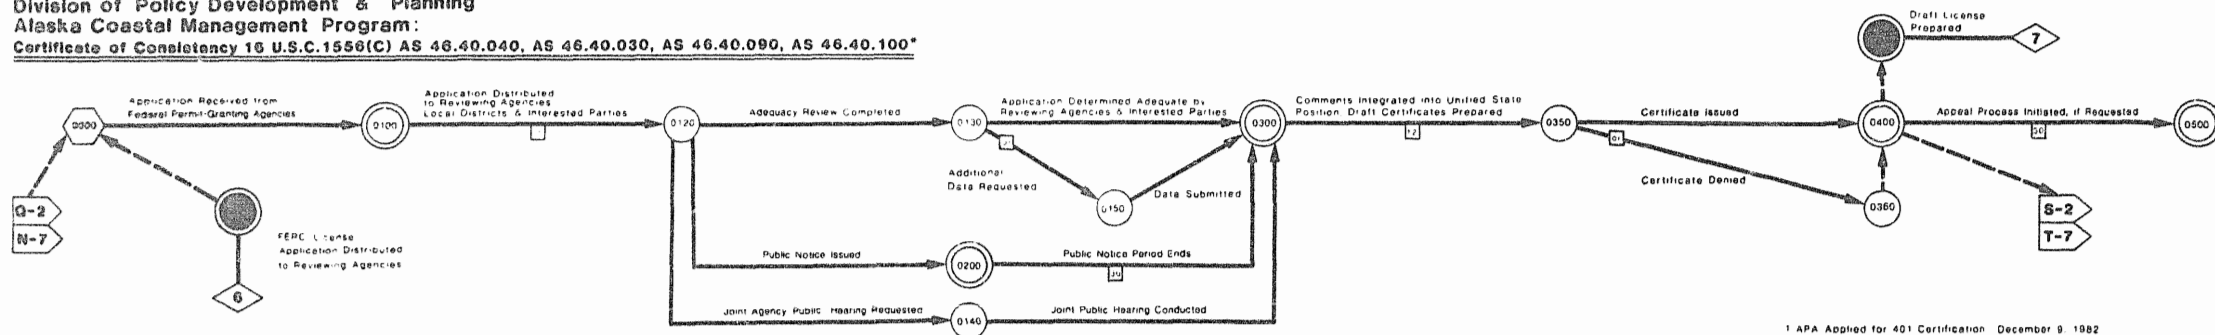 Division of Policy Development & Planning
Alaska Coastal Management Program:
Certificate of Consistency 16 U.S.C.1556(C) AS 46.40.040, AS 46.40.030, AS 46.40.090, AS 46.40.100*
Draft License
Prepared
7
Application Received from
Federal Permit-Granting Agencies
Application Distributed
to Reviewing Agencies
Local Districts & Interested Parties
Adequacy Review Completed
Application Determined Adequate by
Reviewing Agencies & Interested Parties
Comments Integrated into Unified State
Position Draft Certificates Prepared
Certificate Issued
Appeal Process Initiated, if Requested
0000
0100
0120
0130
0300
0350
0400
0500
12
30
Additional
Data Requested
Data Submitted
Certificate Denied
0150
0360
Q-2
N-7
S-2
T-7
FERC License
Application Distributed
to Reviewing Agencies
6
Public Notice Issued
0200
Public Notice Period Ends
30
Joint Agency Public Hearing Requested
0140
Joint Public Hearing Conducted
1 APA Applied for 401 Certification December 9, 1982